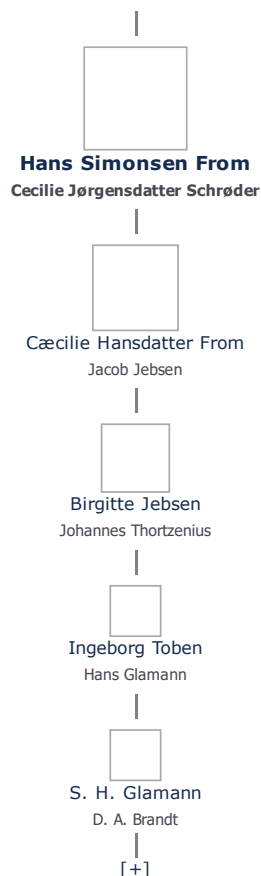 Hans Simonsen From
Cecilie Jørgensdatter Schrøder
Cæcilie Hansdatter From
Jacob Jebsen
Birgitte Jebsen
Johannes Thortzenius
Ingeborg Toben
Hans Glamann
S. H. Glamann
D. A. Brandt
[+]